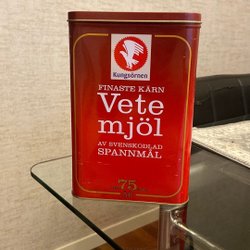 Kungsörnen
FINASTE KÄRN
Vete
mjöl
AV SVENSKODLAD
SPANNMÅL
75